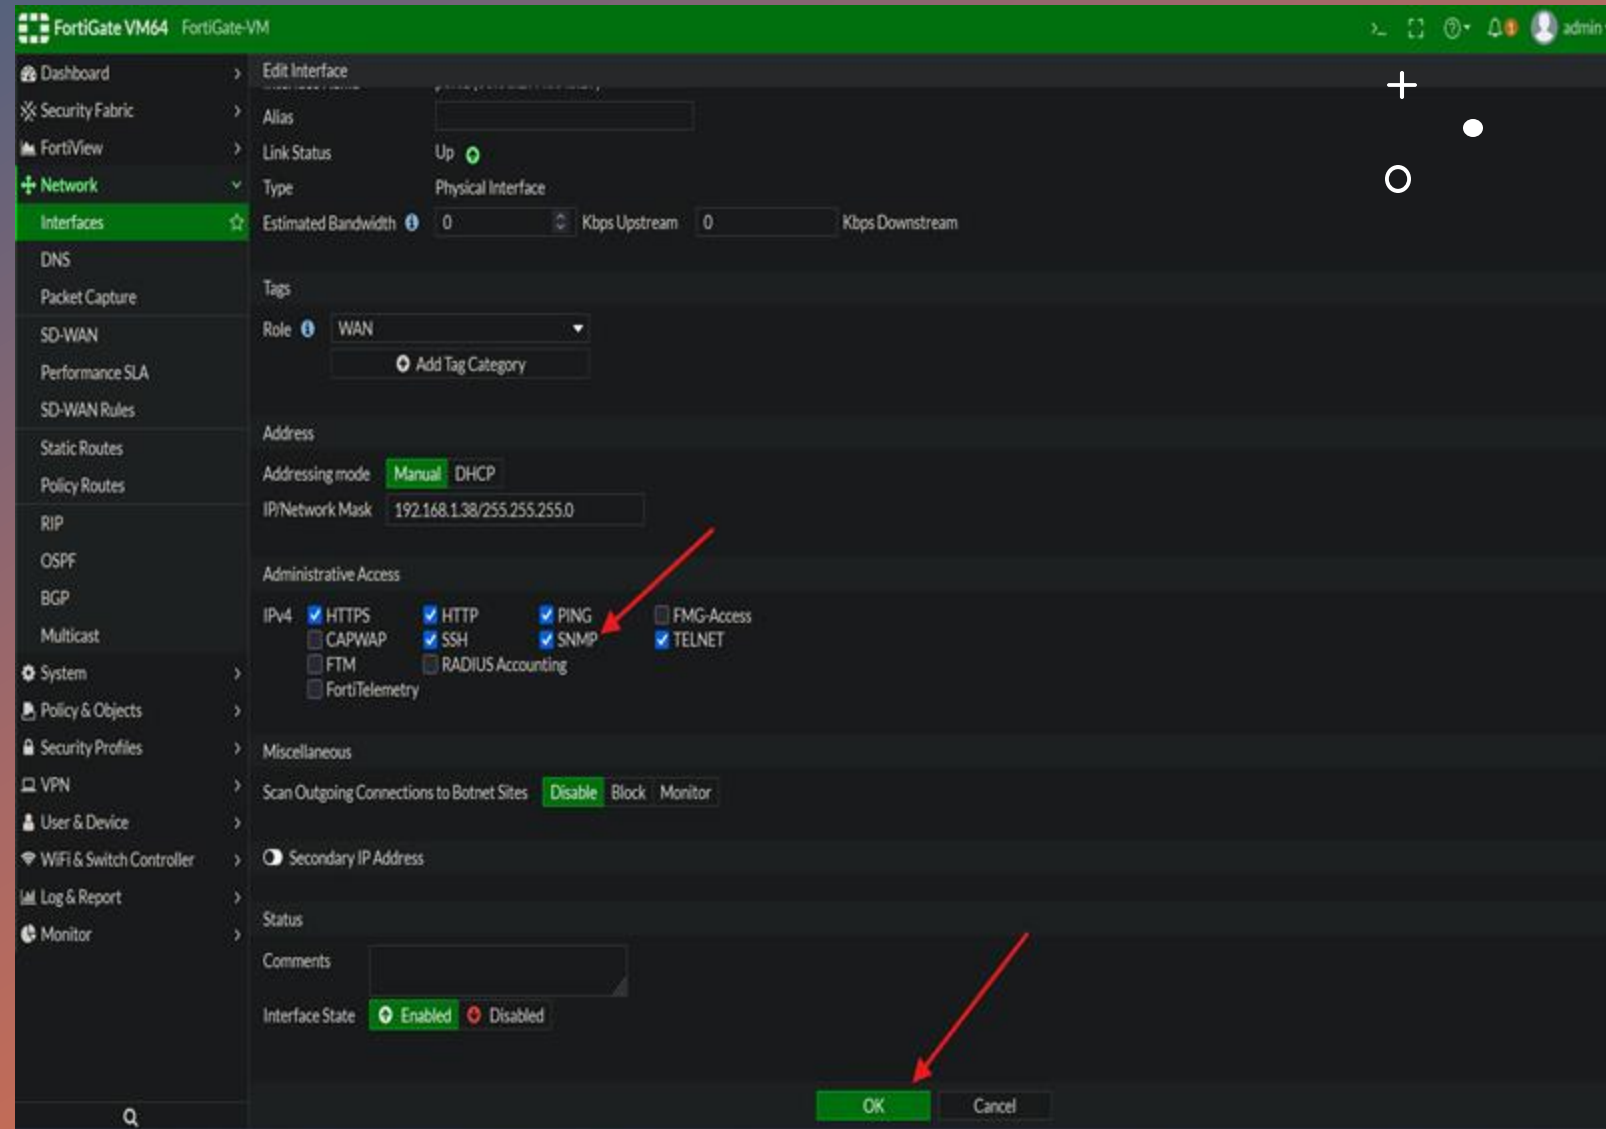 FortiGate VM64 FortiGate-VM
>_
1
admin
Dashboard
Security Fabric
FortiView
Network
Interfaces
DNS
Packet Capture
SD-WAN
Performance SLA
SD-WAN Rules
Static Routes
Policy Routes
RIP
OSPF
BGP
Multicast
System
Policy & Objects
Security Profiles
VPN
User & Device
WiFi & Switch Controller
Log & Report
Monitor
Edit Interface
Alias
Link Status Up
Type Physical Interface
Estimated Bandwidth 0 Kbps Upstream 0 Kbps Downstream
Tags
Role WAN
Add Tag Category
Address
Addressing mode Manual DHCP
IP/Network Mask 192.168.1.38/255.255.255.0
Administrative Access
IPv4 HTTPS HTTP PING FMG-Access
CAPWAP SSH SNMP TELNET
FTM RADIUS Accounting
FortiTelemetry
Miscellaneous
Scan Outgoing Connections to Botnet Sites Disable Block Monitor
Secondary IP Address
Status
Comments
Interface State Enabled Disabled
OK Cancel